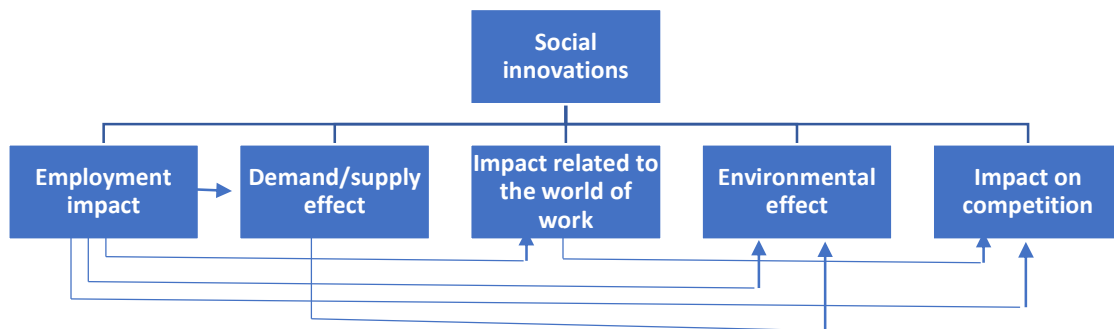 Social
innovations
Employment
impact
Demand/supply
effect
Impact related to
the world of
work
Environmental
effect
Impact on
competition